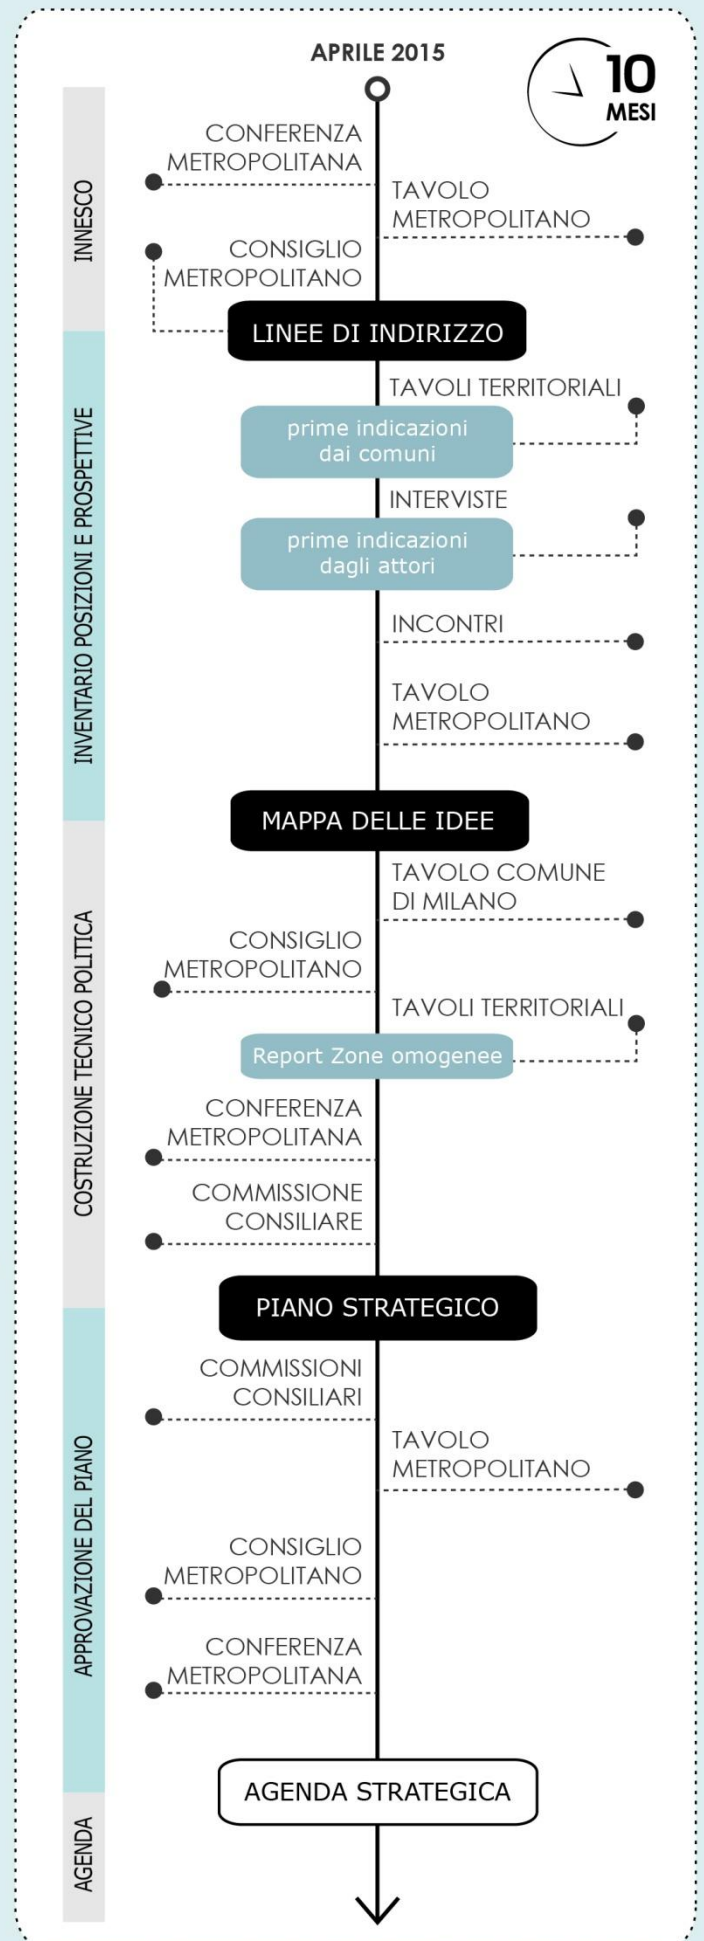 APRILE 2015
10
MESI
INNESCO
CONFERENZA
METROPOLITANA
TAVOLO
METROPOLITANO
CONSIGLIO
METROPOLITANO
LINEE DI INDIRIZZO
INVENTARIO POSIZIONI E PROSPETTIVE
TAVOLI TERRITORIALI
prime indicazioni
dai comuni
INTERVISTE
prime indicazioni
dagli attori
INCONTRI
TAVOLO
METROPOLITANO
MAPPA DELLE IDEE
COSTRUZIONE TECNICO POLITICA
TAVOLO COMUNE
DI MILANO
CONSIGLIO
METROPOLITANO
TAVOLI TERRITORIALI
Report Zone omogenee
CONFERENZA
METROPOLITANA
COMMISSIONE
CONSILIARE
PIANO STRATEGICO
APPROVAZIONE DEL PIANO
COMMISSIONI
CONSILIARI
TAVOLO
METROPOLITANO
CONSIGLIO
METROPOLITANO
CONFERENZA
METROPOLITANA
AGENDA STRATEGICA
AGENDA